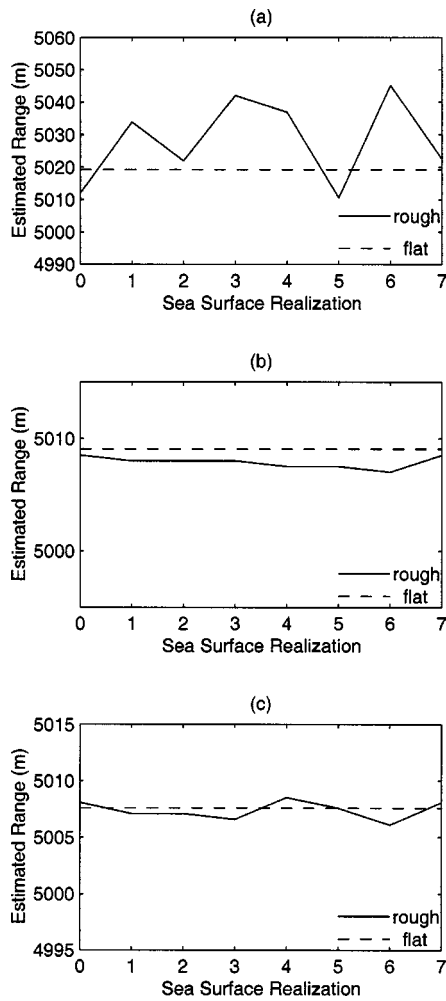 (a)
5060
5050
5040
5030
5020
5010
5000
4990
Estimated Range (m)
rough
flat
0 1 2 3 4 5 6 7
Sea Surface Realization
(b)
5010
5000
Estimated Range (m)
rough
flat
0 1 2 3 4 5 6 7
Sea Surface Realization
(c)
5015
5010
5005
5000
4995
Estimated Range (m)
rough
flat
0 1 2 3 4 5 6 7
Sea Surface Realization